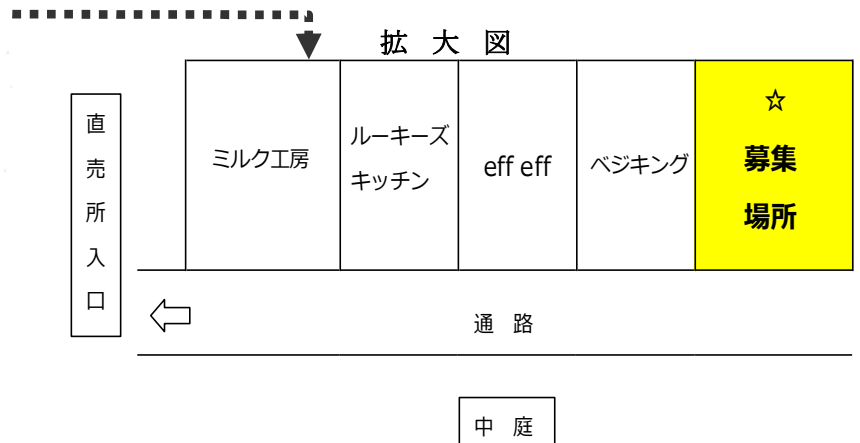 拡大図
直売所入口
ミルク工房
ルーキーズ
キッチン
eff eff
ベジキング
☆
募集
場所
通路
中庭